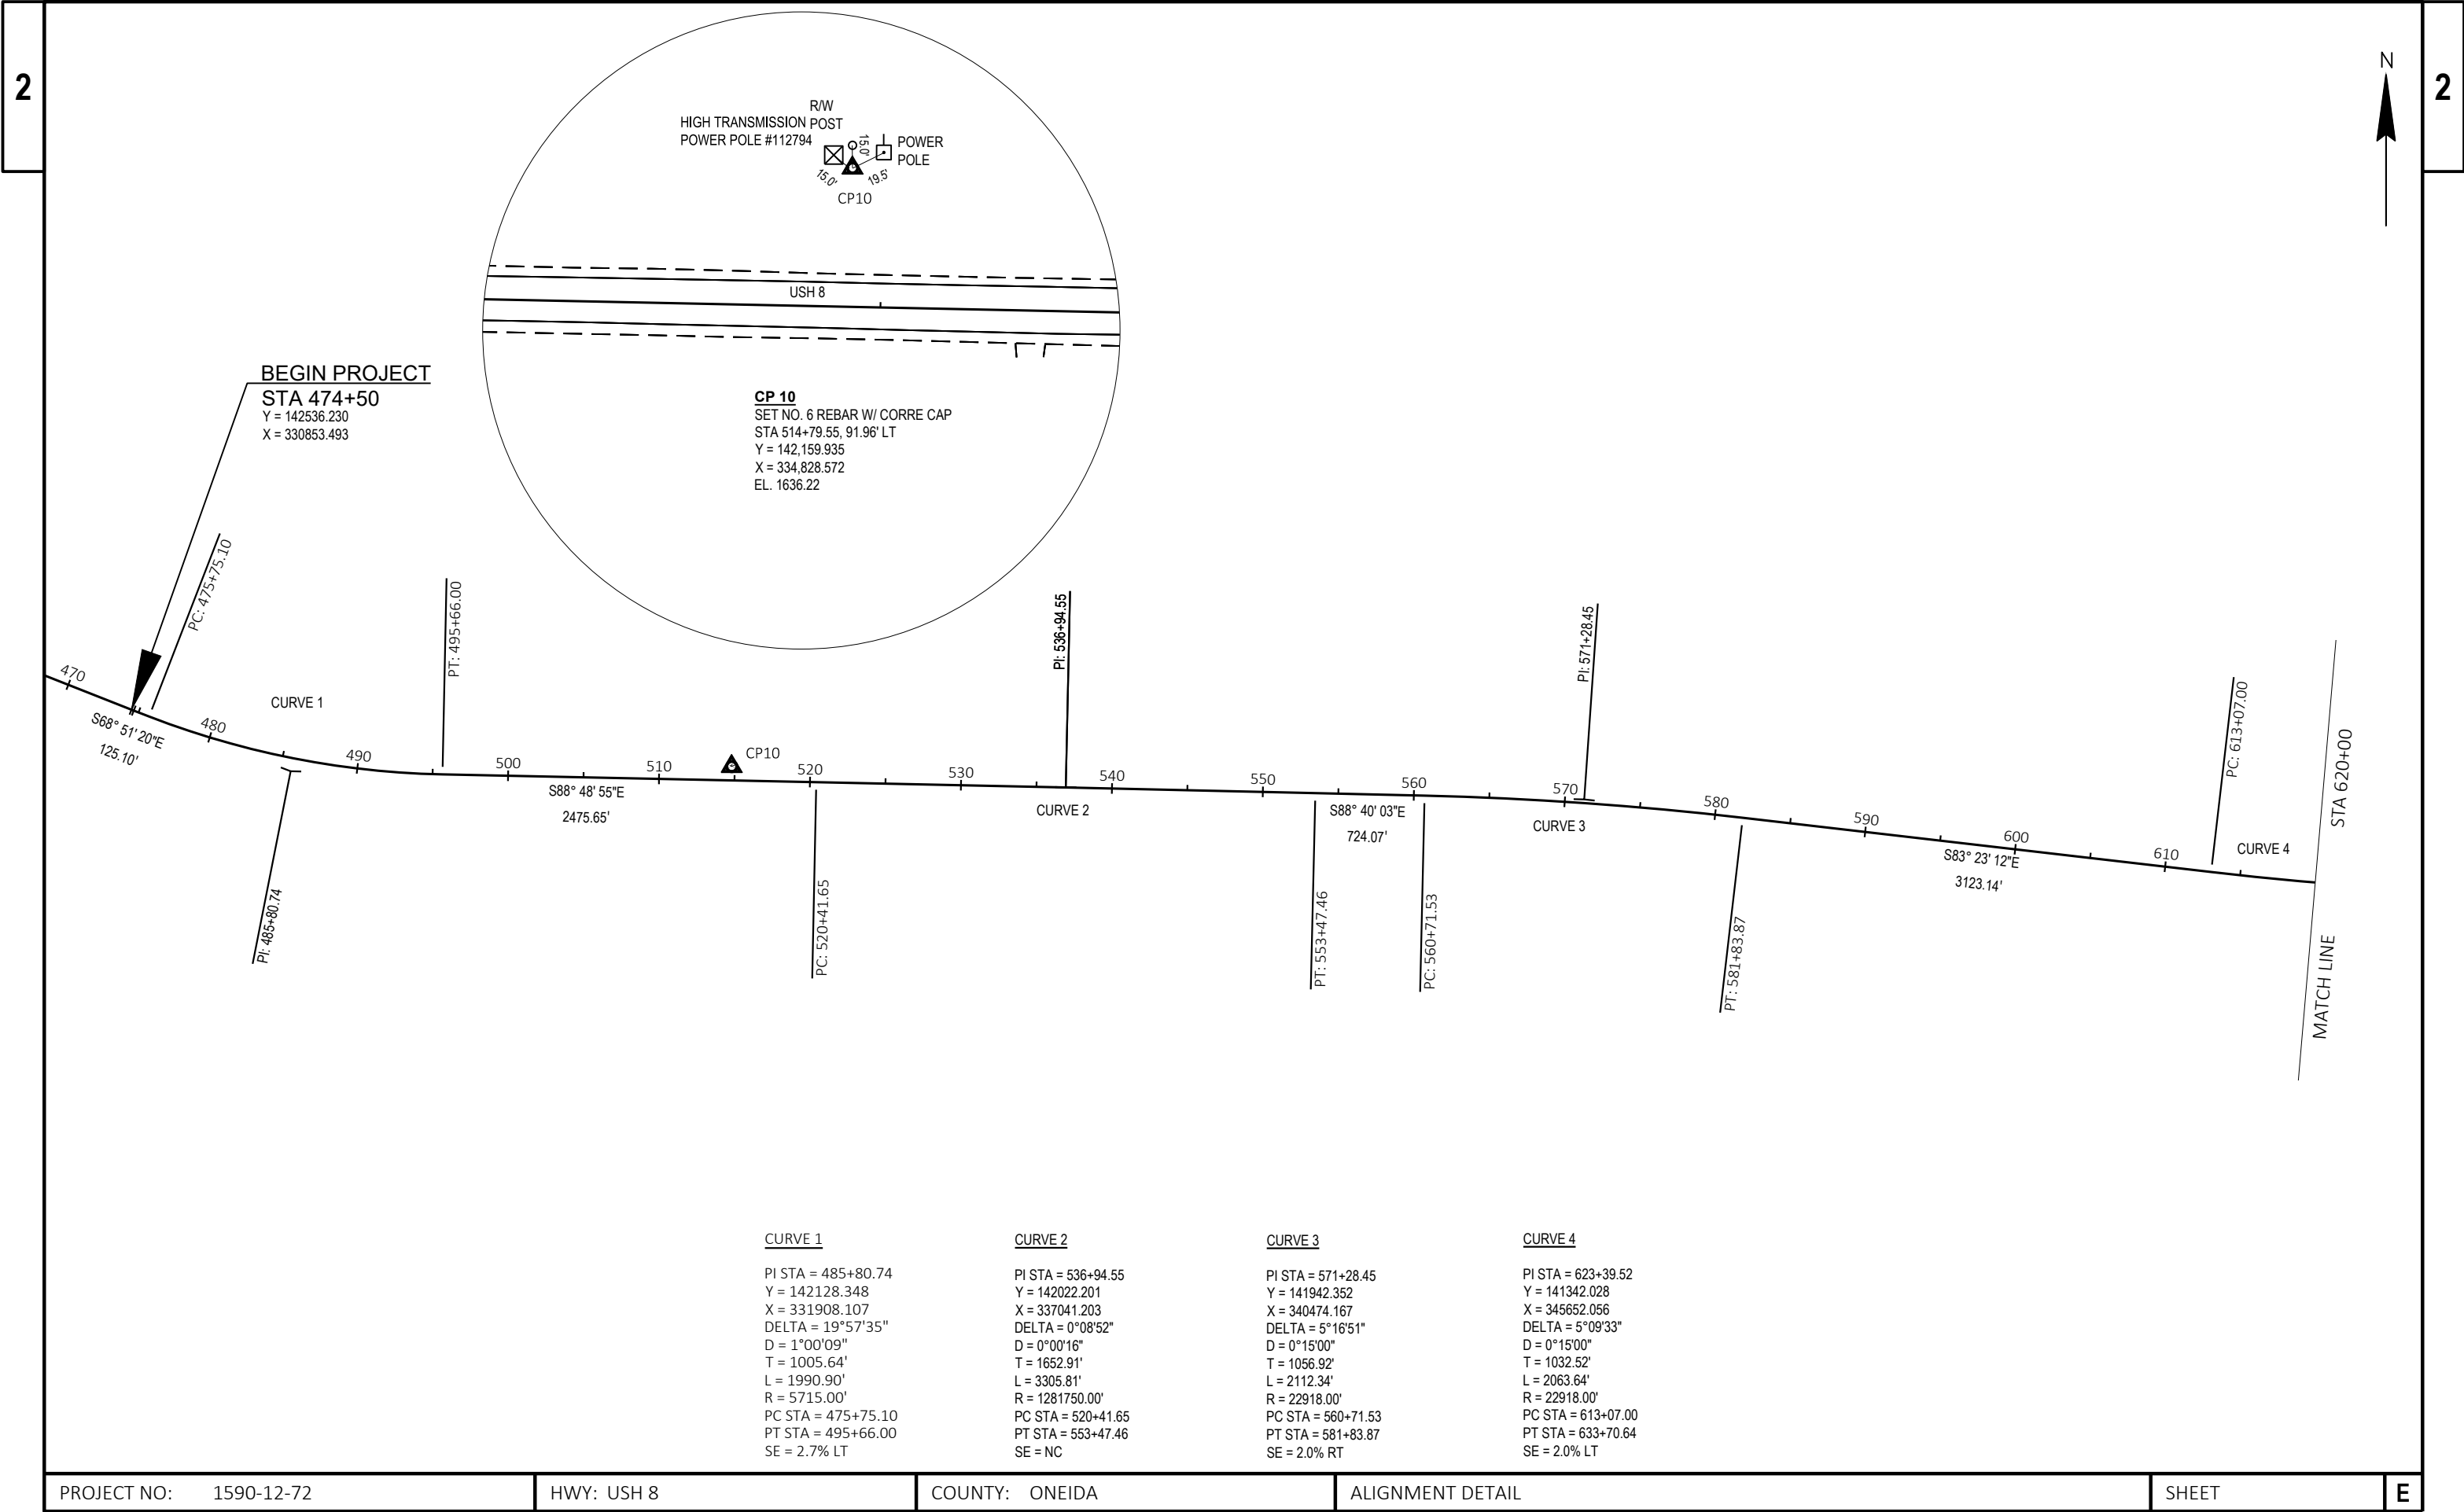 2
2
N
R/W
HIGH TRANSMISSION POST
POWER POLE #112794
15.0'
POWER
POLE
15.0'
19.5'
CP10
USH 8
BEGIN PROJECT
STA 474+50
Y = 142536.230
X = 330853.493
CP 10
SET NO. 6 REBAR W/ CORRE CAP
STA 514+79.55, 91.96' LT
Y = 142,159.935
X = 334,828.572
EL. 1636.22
PC: 475+75.10
PT: 495+66.00
PI: 536+94.55
PI: 571+28.45
PC: 613+07.00
STA 620+00
470
480
490
500
510
520
530
540
550
560
570
580
590
600
610
CURVE 1
CP10
S68° 51' 20"E
125.10'
S88° 48' 55"E
2475.65'
CURVE 2
S88° 40' 03"E
724.07'
CURVE 3
S83° 23' 12"E
3123.14'
CURVE 4
PI: 485+80.74
PC: 520+41.65
PT: 553+47.46
PC: 560+71.53
PT: 581+83.87
MATCH LINE
CURVE 1
PI STA = 485+80.74
Y = 142128.348
X = 331908.107
DELTA = 19°57'35"
D = 1°00'09"
T = 1005.64'
L = 1990.90'
R = 5715.00'
PC STA = 475+75.10
PT STA = 495+66.00
SE = 2.7% LT
CURVE 2
PI STA = 536+94.55
Y = 142022.201
X = 337041.203
DELTA = 0°08'52"
D = 0°00'16"
T = 1652.91'
L = 3305.81'
R = 1281750.00'
PC STA = 520+41.65
PT STA = 553+47.46
SE = NC
CURVE 3
PI STA = 571+28.45
Y = 141942.352
X = 340474.167
DELTA = 5°16'51"
D = 0°15'00"
T = 1056.92'
L = 2112.34'
R = 22918.00'
PC STA = 560+71.53
PT STA = 581+83.87
SE = 2.0% RT
CURVE 4
PI STA = 623+39.52
Y = 141342.028
X = 345652.056
DELTA = 5°09'33"
D = 0°15'00"
T = 1032.52'
L = 2063.64'
R = 22918.00'
PC STA = 613+07.00
PT STA = 633+70.64
SE = 2.0% LT
PROJECT NO: 1590-12-72
HWY: USH 8
COUNTY: ONEIDA
ALIGNMENT DETAIL
SHEET
E